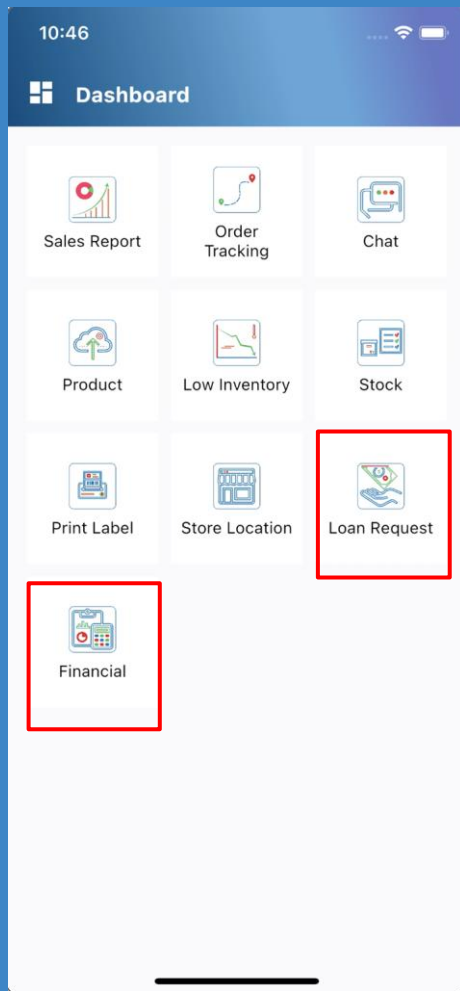 10:46
Dashboard
Sales Report
Order
Tracking
Chat
Product
Low Inventory
Stock
Print Label
Store Location
Loan Request
Financial